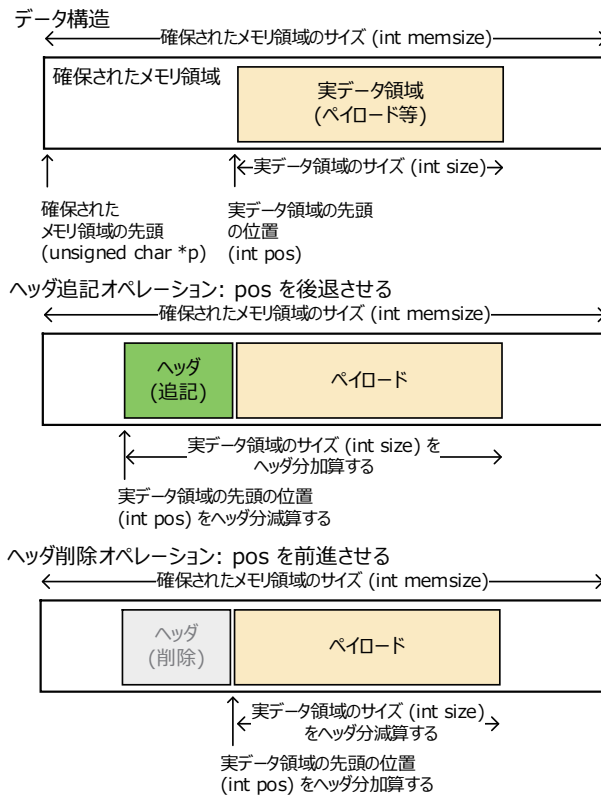 データ構造
確保されたメモリ領域のサイズ (int memsize)
確保されたメモリ領域
実データ領域
(ペイロード等)
実データ領域のサイズ (int size)
確保された
メモリ領域の先頭
(unsigned char *p)
実データ領域の先頭
の位置
(int pos)
ヘッダ追記オペレーション: pos を後退させる
確保されたメモリ領域のサイズ (int memsize)
ヘッダ
(追記)
ペイロード
実データ領域のサイズ (int size) を
ヘッダ分加算する
実データ領域の先頭の位置
(int pos) をヘッダ分減算する
ヘッダ削除オペレーション: pos を前進させる
確保されたメモリ領域のサイズ (int memsize)
ヘッダ
(削除)
ペイロード
実データ領域のサイズ (int size)
をヘッダ分減算する
実データ領域の先頭の位置
(int pos) をヘッダ分加算する